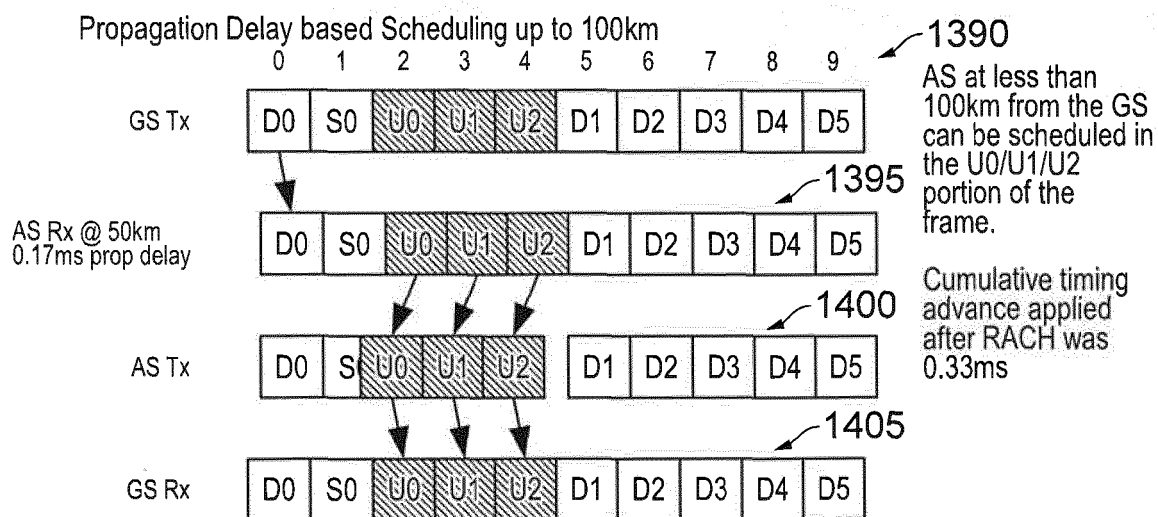 Propagation Delay based Scheduling up to 100km
0 1 2 3 4 5 6 7 8 9
1390
GS Tx D0 S0 U0 U1 U2 D1 D2 D3 D4 D5
AS at less than
100km from the GS
can be scheduled in
the U0/U1/U2
portion of the
frame.
1395
AS Rx @ 50km
0.17ms prop delay
D0 S0 U0 U1 U2 D1 D2 D3 D4 D5
Cumulative timing
advance applied
after RACH was
0.33ms
1400
AS Tx D0 S U0 U1 U2 D1 D2 D3 D4 D5
1405
GS Rx D0 S0 U0 U1 U2 D1 D2 D3 D4 D5